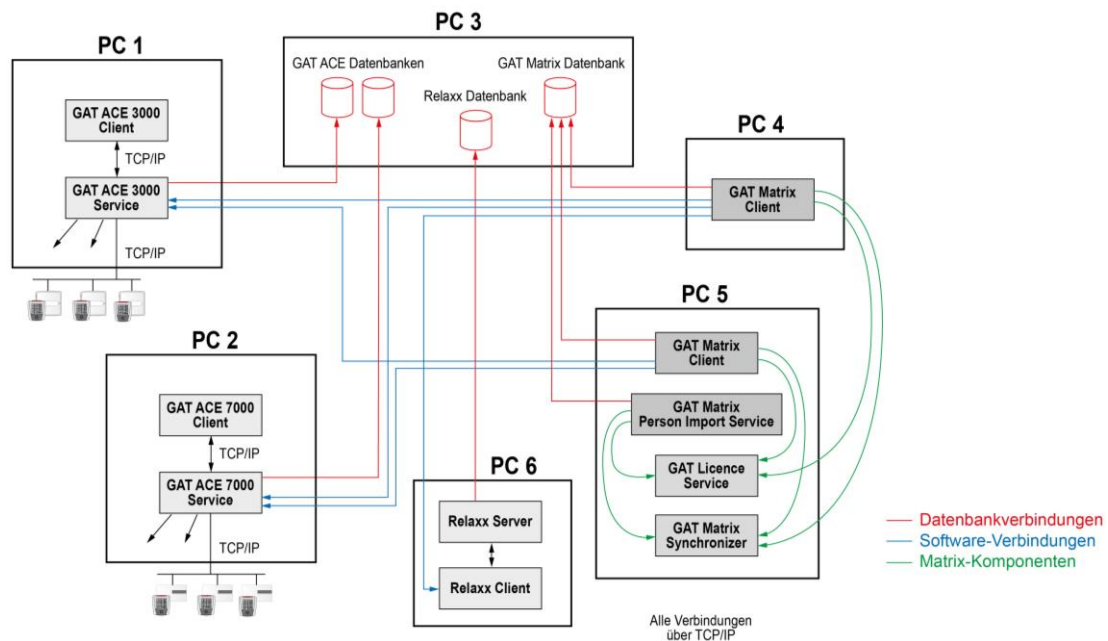 PC 1
GAT ACE 3000
Client
TCP/IP
GAT ACE 3000
Service
TCP/IP
PC 3
GAT ACE Datenbanken
GAT Matrix Datenbank
Relaxx Datenbank
PC 4
GAT Matrix
Client
PC 2
GAT ACE 7000
Client
TCP/IP
GAT ACE 7000
Service
TCP/IP
PC 5
GAT Matrix
Client
GAT Matrix
Person Import Service
GAT Licence
Service
GAT Matrix
Synchronizer
PC 6
Relaxx Server
Relaxx Client
Datenbankverbindungen
Software-Verbindungen
Matrix-Komponenten
Alle Verbindungen
über TCP/IP